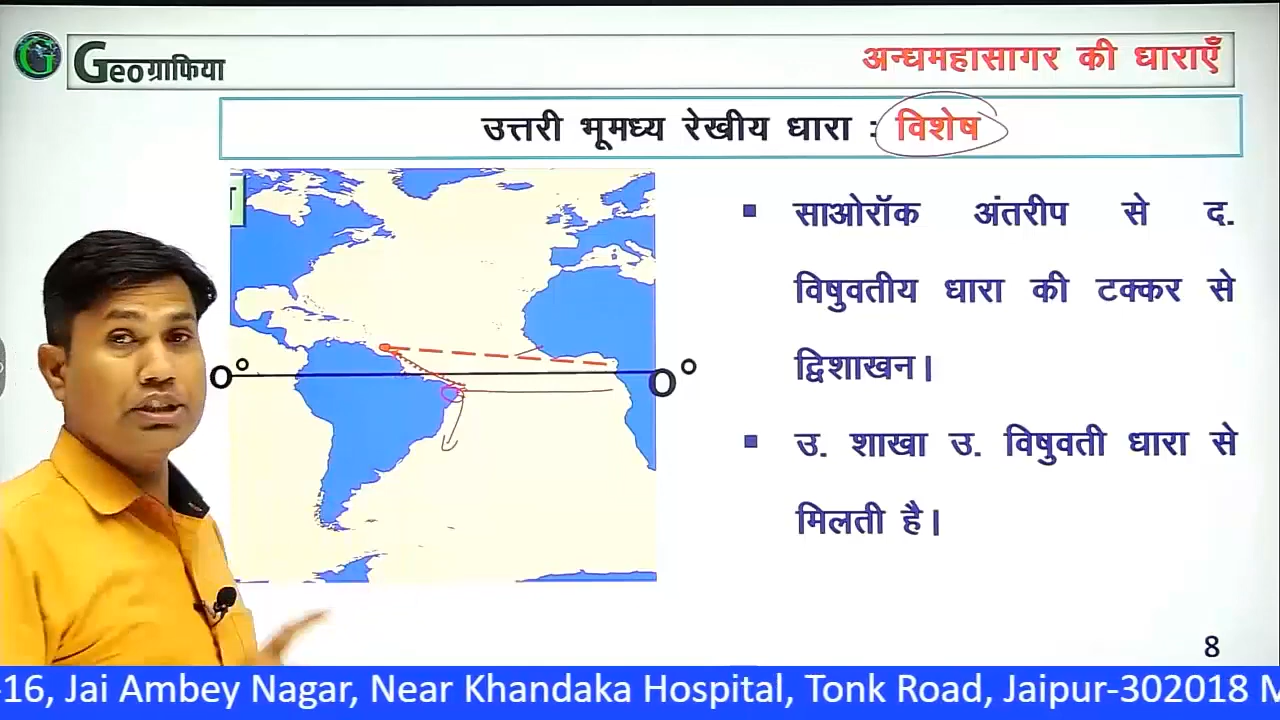 Geoग्राफिया
अन्धमहासागर की धाराएँ
उत्तरी भूमध्य रेखीय धारा : विशेष
0°
0°
▪ साओरॉक अंतरीप से द.
विषुवतीय धारा की टक्कर से
द्विशाखन।
▪ उ. शाखा उ. विषुवती धारा से
मिलती है।
8
-16, Jai Ambey Nagar, Near Khandaka Hospital, Tonk Road, Jaipur-302018